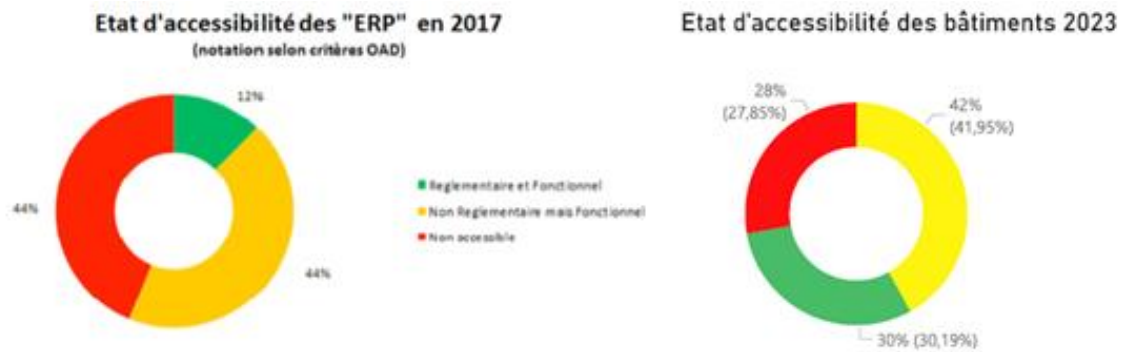 Etat d'accessibilité des "ERP" en 2017
(notation selon critères OAD)
12%
44%
44%
Reglementaire et Fonctionnel
Non Reglementaire mais Fonctionnel
Non accessible
Etat d'accessibilité des bâtiments 2023
28%
(27,85%)
42%
(41,95%)
30% (30,19%)